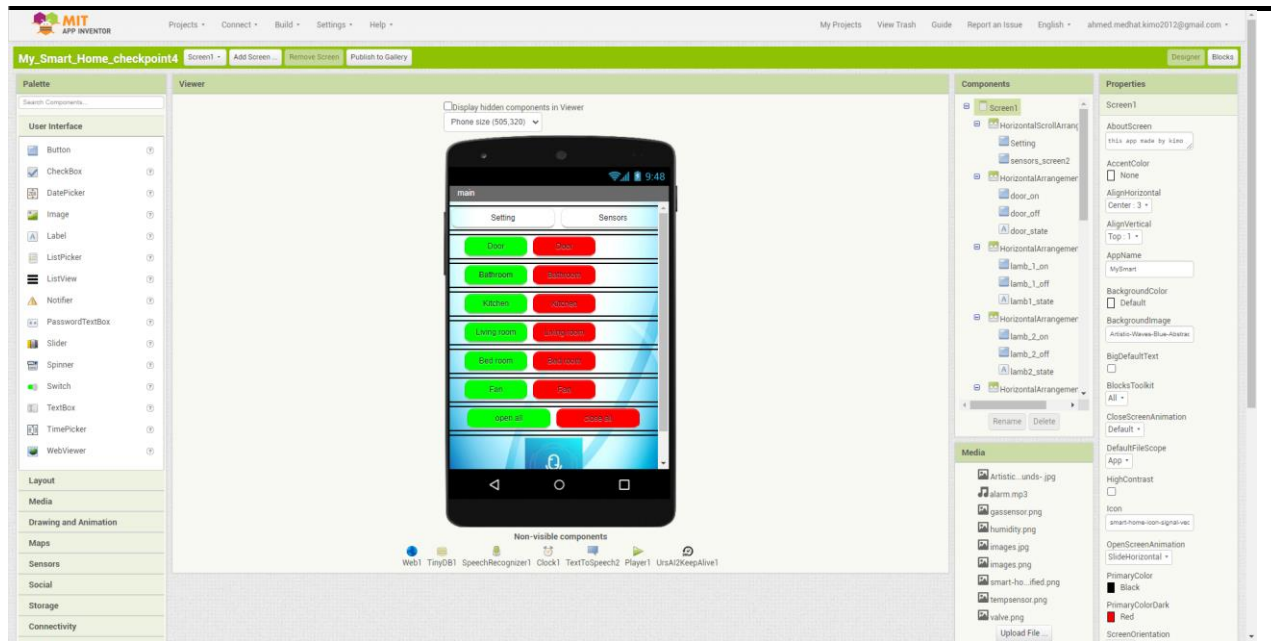 MIT
APP INVENTOR
Projects Connect Build Settings Help
My Projects View Trash Guide Report an Issue English ahmed.medhat.kimo2012@gmail.com
My_Smart_Home_checkpoint4 Screen1 Add Screen ... Remove Screen Publish to Gallery
Designer Blocks
Palette
Search Components...
User Interface
Button
CheckBox
DatePicker
Image
Label
ListPicker
ListView
Notifier
PasswordTextBox
Slider
Spinner
Switch
TextBox
TimePicker
WebViewer
Layout
Media
Drawing and Animation
Maps
Sensors
Social
Storage
Connectivity
Viewer
Display hidden components in Viewer
Phone size (505,320)
9:48
main
Setting Sensors
Door Door
Bathroom Bathroom
Kitchen Kitchen
Living room Living room
Bed room Bed room
Fan Fan
open all close all
Non-visible components
Web1 TinyDB1 SpeechRecognizer1 Clock1 TextToSpeech2 Player1 UrsAI2KeepAlive1
Components
Screen1
HorizontalScrollArrang
Setting
sensors_screen2
HorizontalArrangemer
door_on
door_off
door_state
HorizontalArrangemer
lamb_1_on
lamb_1_off
lamb1_state
HorizontalArrangemer
lamb_2_on
lamb_2_off
lamb2_state
HorizontalArrangemer
Rename Delete
Media
Artistic...unds-.jpg
alarm.mp3
gassensor.png
humidity.png
images.jpg
images.png
smart-ho...ified.png
tempsensor.png
valve.png
Upload File ...
Properties
Screen1
AboutScreen
this app made by kimo
AccentColor
None
AlignHorizontal
Center : 3
AlignVertical
Top : 1
AppName
MySmart
BackgroundColor
Default
BackgroundImage
Artistic-Waves-Blue-Abstrac
BigDefaultText
BlocksToolkit
All
CloseScreenAnimation
Default
DefaultFileScope
App
HighContrast
Icon
smart-home-icon-signal-vec
OpenScreenAnimation
SlideHorizontal
PrimaryColor
Black
PrimaryColorDark
Red
ScreenOrientation